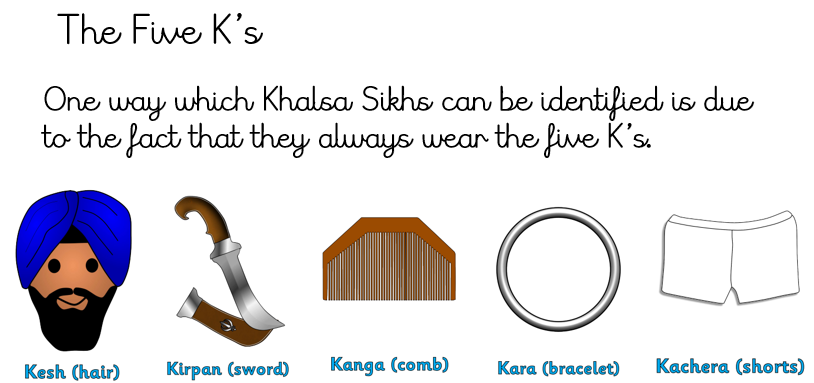 The Five K's
One way which Khalsa Sikhs can be identified is due
to the fact that they always wear the five K's.
Kesh (hair)
Kirpan (sword)
Kanga (comb)
Kara (bracelet)
Kachera (shorts)